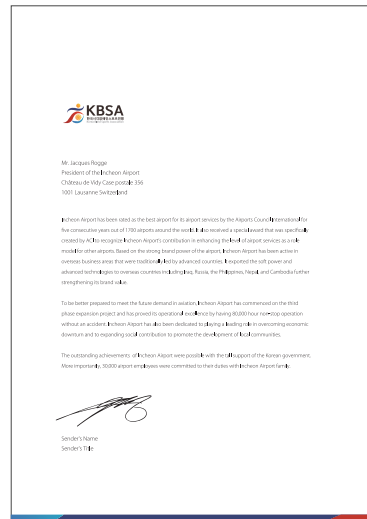 KBSA
Mr. Jacques Rogge
President of the Incheon Airport
Château de Vidy Case postale 356
1001 Lausanne Switzerland
Incheon Airport has been rated as the best airport for its airport services by the Airports Council International for
five consecutive years out of 1700 airports around the world. It also received a special award that was specifically
created by ACI to recognize Incheon Airport's contribution in enhancing the level of airport services as a role
model for other airports. Based on the strong brand power of the airport, Incheon Airport has been active in
overseas business areas that were traditionally led by advanced countries. It exported the soft power and
advanced technologies to overseas countries including Iraq, Russia, the Philippines, Nepal, and Cambodia further
strengthening its brand value.
To be better prepared to meet the future demand in aviation, Incheon Airport has commenced on the third
phase expansion project and has proved its operational excellence by having 80,000 hour non-stop operation
without an accident. Incheon Airport has also been dedicated to playing a leading role in overcoming economic
downturn and to expanding social contribution to promote the development of local communities.
The outstanding achievements of Incheon Airport were possible with the tall support of the Korean government.
More importantly, 30,000 airport employees were committed to their duties with Incheon Airport family.
Sender's Name
Sender's Title